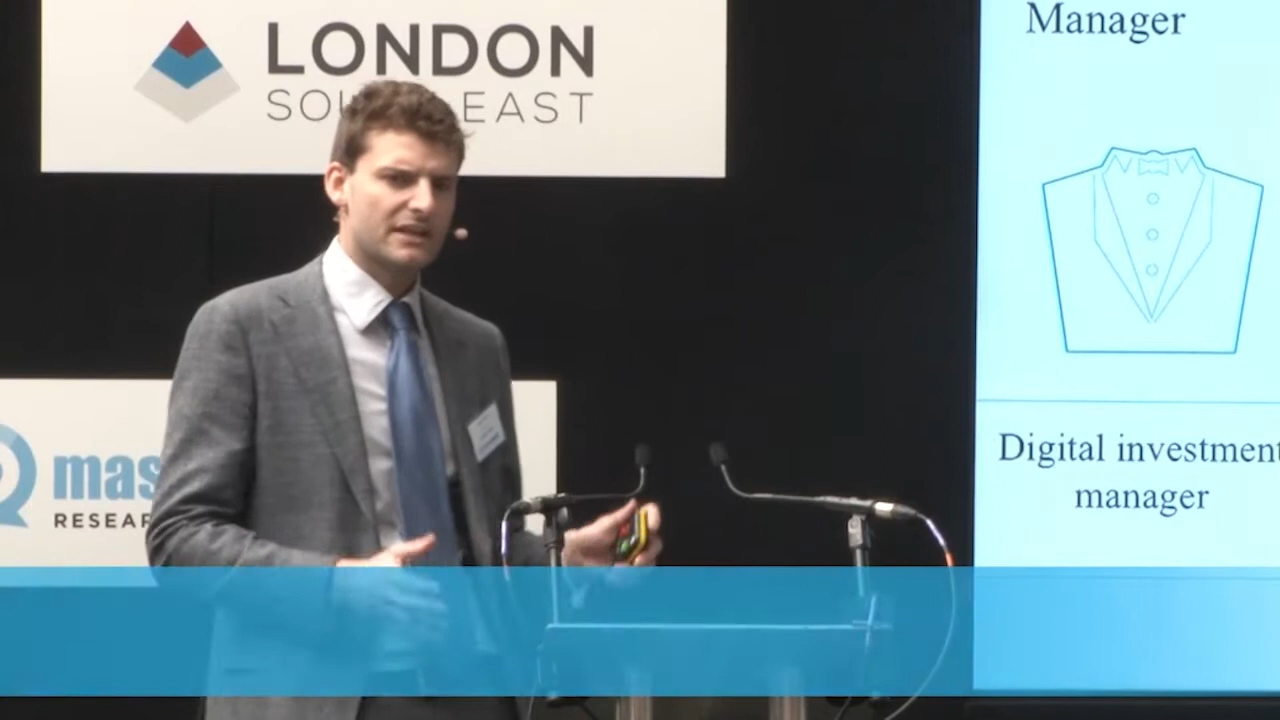 LONDON
SOU EAST
mas
RESEAR
Manager
Digital investment
manager